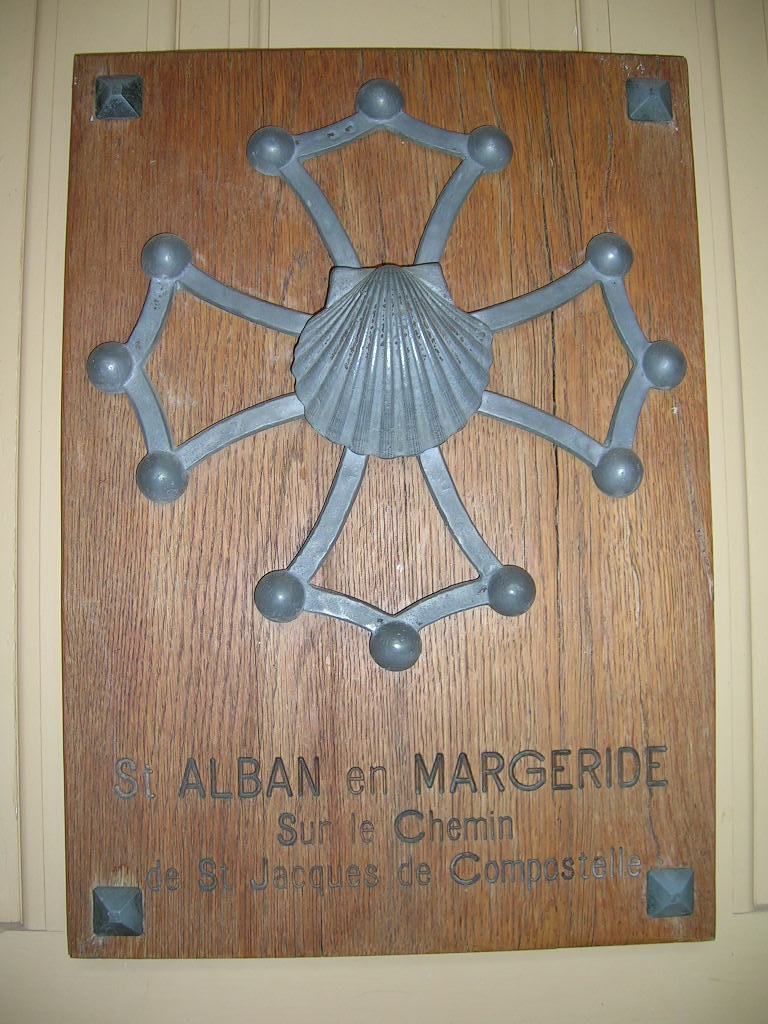 St ALBAN en MARGERIDE
Sur le Chemin
de St Jacques de Compostelle